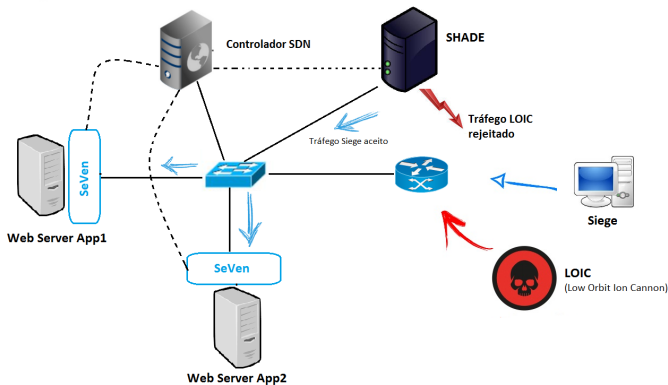 Controlador SDN
SHADE
Tráfego LOIC
rejeitado
Tráfego Siege aceito
SeVen
Web Server App1
Siege
SeVen
LOIC
(Low Orbit Ion Cannon)
Web Server App2